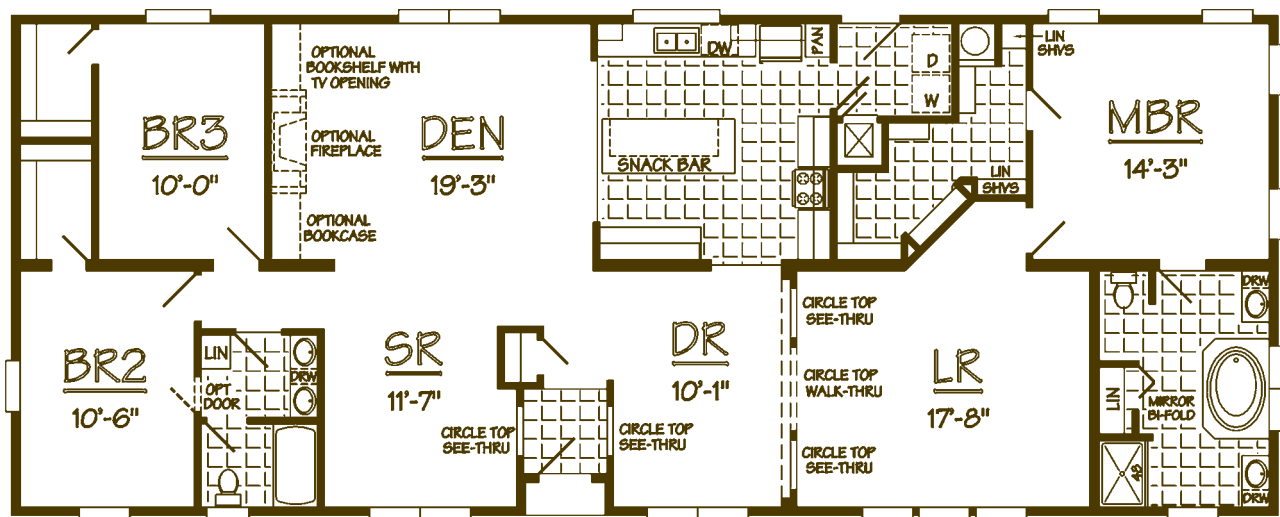 BR3
10'-0"
OPTIONAL
BOOKSHELF WITH
TV OPENING
OPTIONAL
FIREPLACE
OPTIONAL
BOOKCASE
DEN
19'-3"
DW
PAN
SNACK BAR
D
W
LIN
SHVS
LIN
SHVS
MBR
14'-3"
BR2
10'-6"
LIN
DRW
OPT
DOOR
SR
11'-7"
CIRCLE TOP
SEE-THRU
CIRCLE TOP
SEE-THRU
DR
10'-1"
CIRCLE TOP
SEE-THRU
CIRCLE TOP
WALK-THRU
CIRCLE TOP
SEE-THRU
LR
17'-8"
DRW
LIN
MIRROR
BI-FOLD
48
DRW